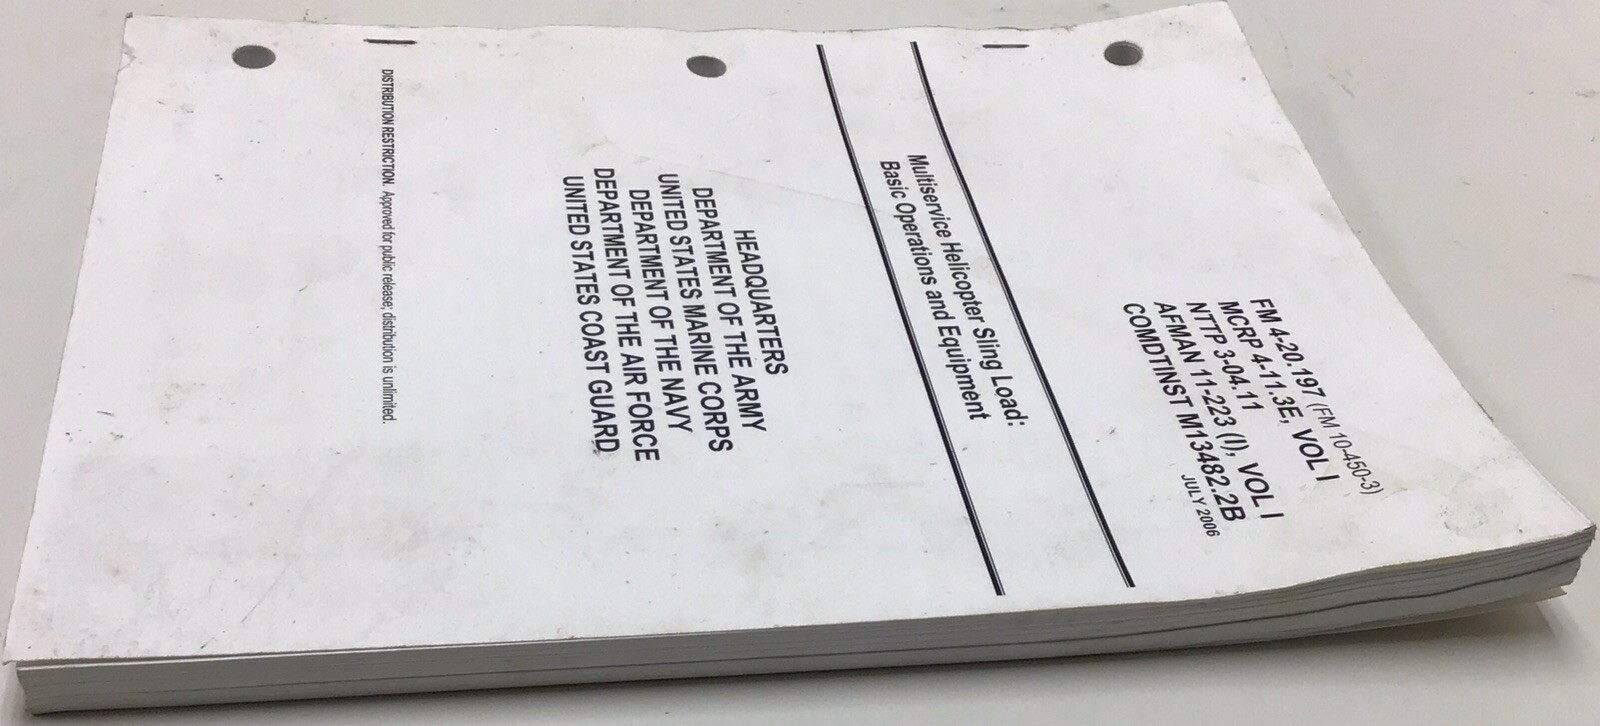 FM 4-20.197 (FM 10-450-3)
MCRP 4-11.3E, VOL I
NTTP 3-04.11
AFMAN 11-223 (I), VOL I
COMDTINST M13482.2B
JULY 2006
Multiservice Helicopter Sling Load:
Basic Operations and Equipment
HEADQUARTERS
DEPARTMENT OF THE ARMY
UNITED STATES MARINE CORPS
DEPARTMENT OF THE NAVY
DEPARTMENT OF THE AIR FORCE
UNITED STATES COAST GUARD
DISTRIBUTION RESTRICTION. Approved for public release; distribution is unlimited.